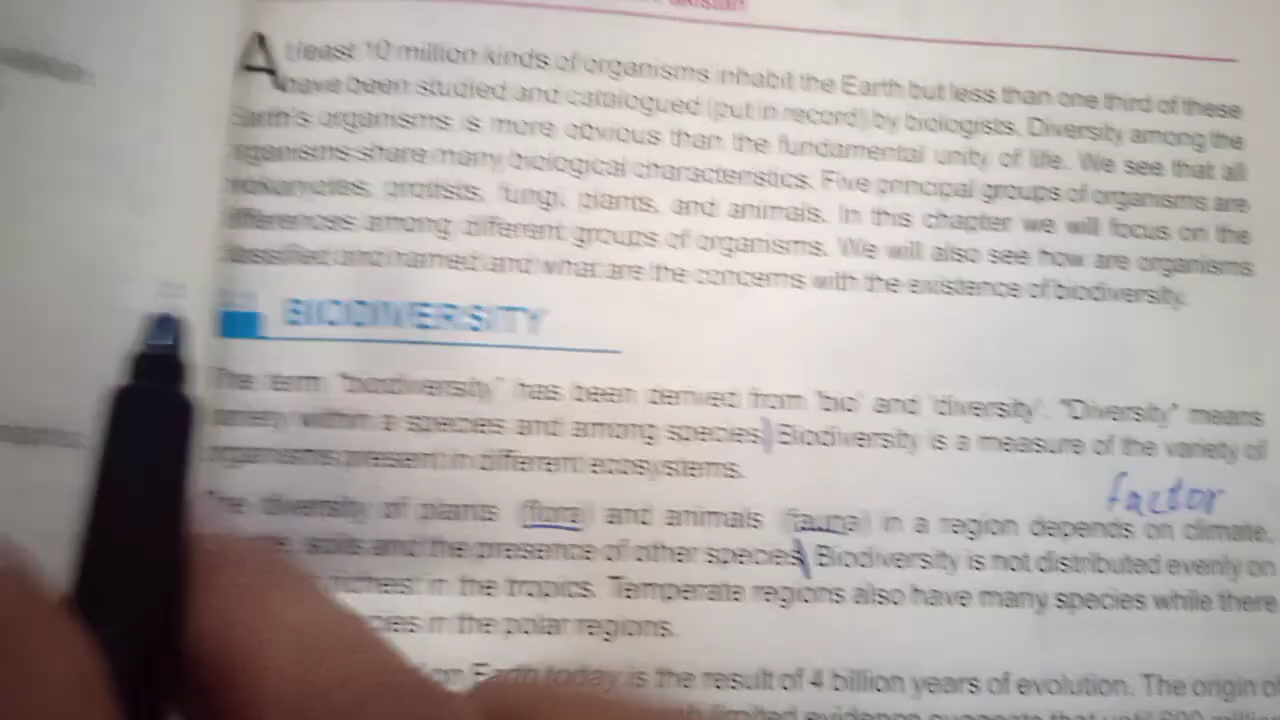 At least 10 million kinds of organisms inhabit the Earth but less than one third of these
have been studied and catalogued (put in record) by biologists. Diversity among the
Earth's organisms is more obvious than the fundamental unity of life. We see that all
organisms share many biological characteristics. Five principal groups of organisms are
prokaryotes, protists, fungi, plants, and animals. In this chapter we will focus on the
differences among different groups of organisms. We will also see how are organisms
classified and named and what are the concerns with the existence of biodiversity.
BIODIVERSITY
The term "biodiversity" has been derived from 'bio' and 'diversity'. "Diversity" means
variety within a species and among species. Biodiversity is a measure of the variety of
organisms present in different ecosystems.
factor
The diversity of plants (flora) and animals (fauna) in a region depends on climate,
soils and the presence of other species. Biodiversity is not distributed evenly on
richest in the tropics. Temperate regions also have many species while there
in the polar regions.
on Earth today is the result of 4 billion years of evolution. The origin of
limited evidence suggests that until